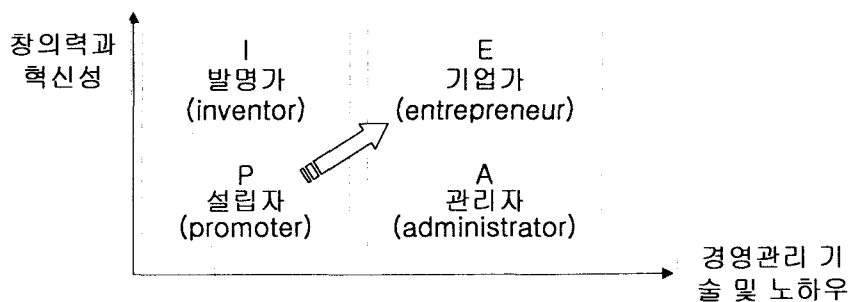 창의력과
혁신성
I
발명가
(inventor)
E
기업가
(entrepreneur)
P
설립자
(promoter)
A
관리자
(administrator)
경영관리 기
술 및 노하우